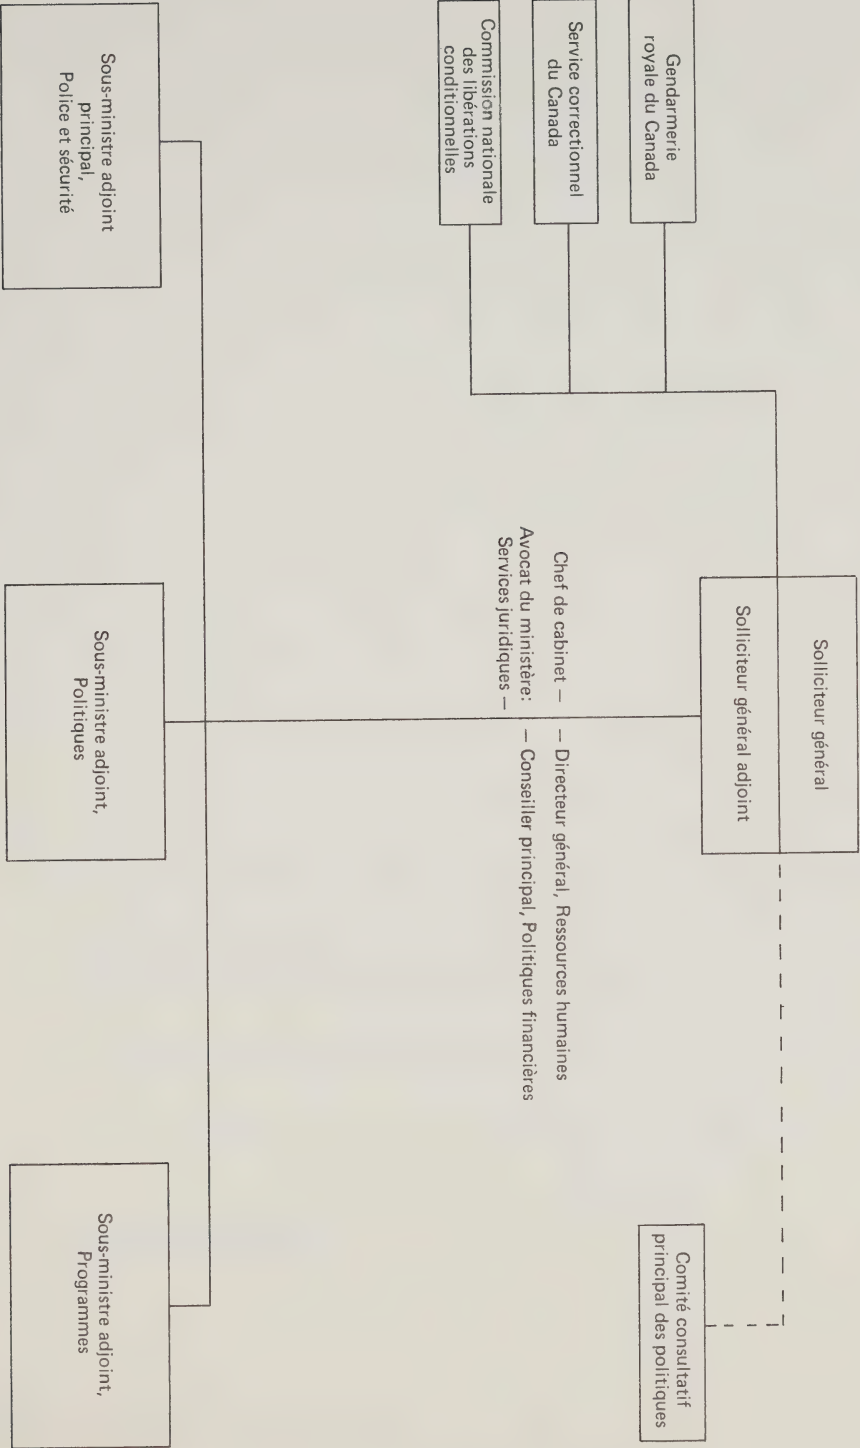 Solliciteur général
Solliciteur général adjoint
Gendarmerie
royale du Canada
Service correctionnel
du Canada
Commission nationale
des libérations
conditionnelles
Comité consultatif
principal des politiques
Chef de cabinet — — Directeur général, Ressources humaines
Avocat du ministère: — Conseiller principal, Politiques financières
Services juridiques —
Sous-ministre adjoint
principal,
Police et sécurité
Sous-ministre adjoint,
Politiques
Sous-ministre adjoint,
Programmes